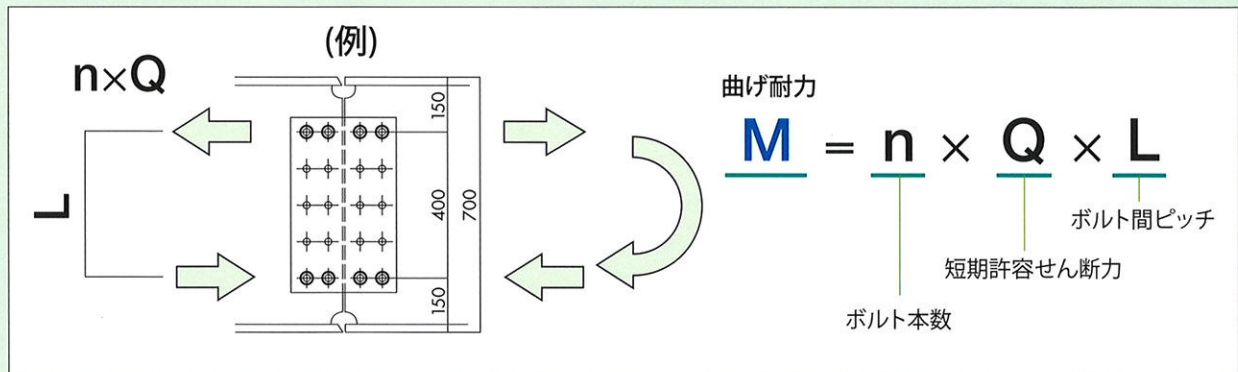 (例)
n×Q
L
150
400
700
150
曲げ耐力
M = n × Q × L
ボルト間ピッチ
短期許容せん断力
ボルト本数